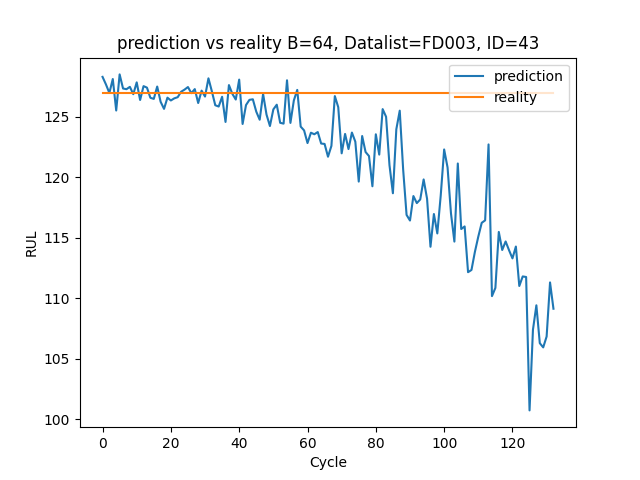 prediction vs reality B=64, Datalist=FD003, ID=43
prediction
reality
RUL
125
120
115
110
105
100
0 20 40 60 80 100 120
Cycle